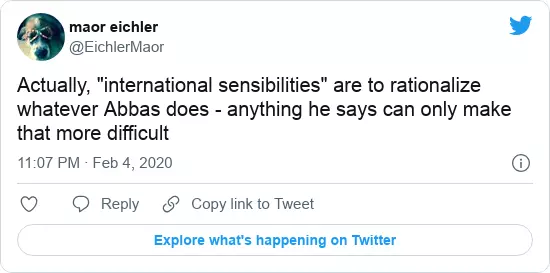 maor eichler
@EichlerMaor
Actually, "international sensibilities" are to rationalize
whatever Abbas does - anything he says can only make
that more difficult
11:07 PM · Feb 4, 2020
Reply
Copy link to Tweet
Explore what's happening on Twitter